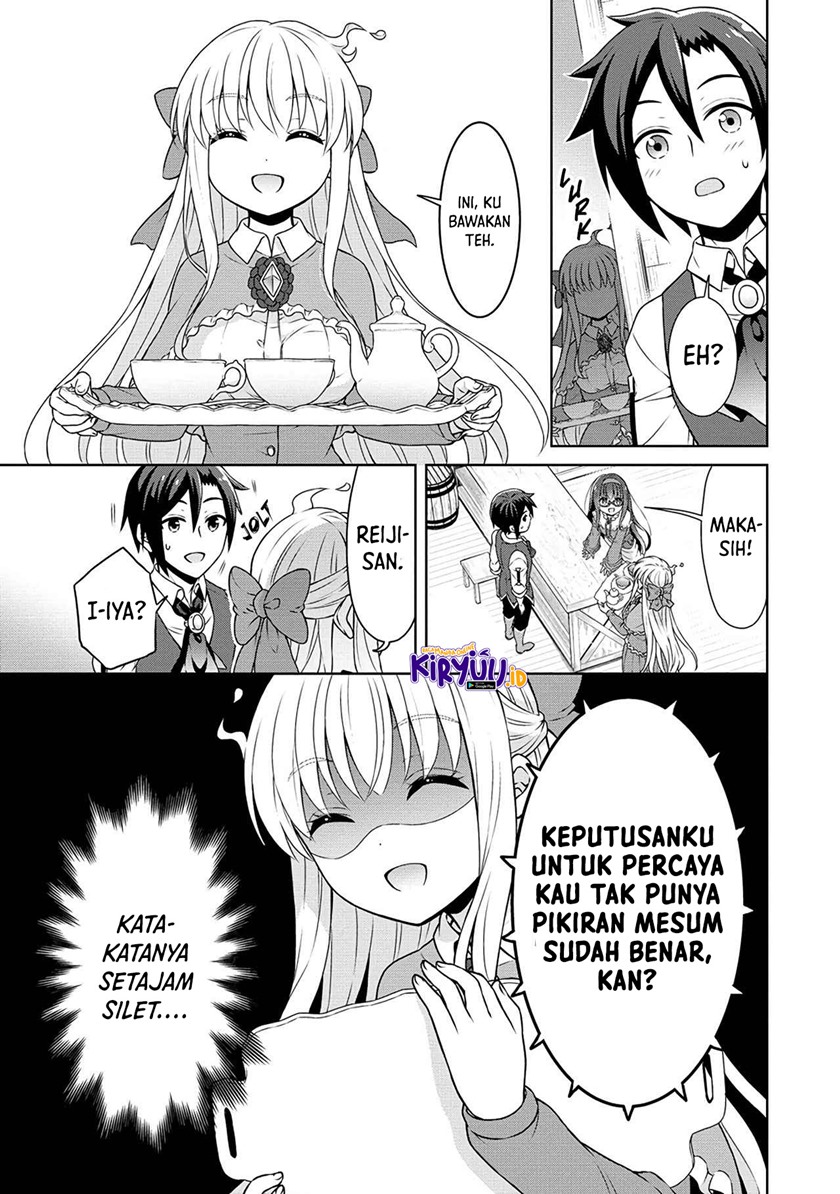 LURK
EH?
INI, KU
BAWAKAN
TEH.
MAKA-
SIH!
REIJI-
SAN.
JOLT
I-IYA?
KIRYUU.ID
KEPUTUSANKU
UNTUK PERCAYA
KAU TAK PUNYA
PIKIRAN MESUM
SUDAH BENAR,
KAN?
KATA-
KATANYA
SETAJAM
SILET....